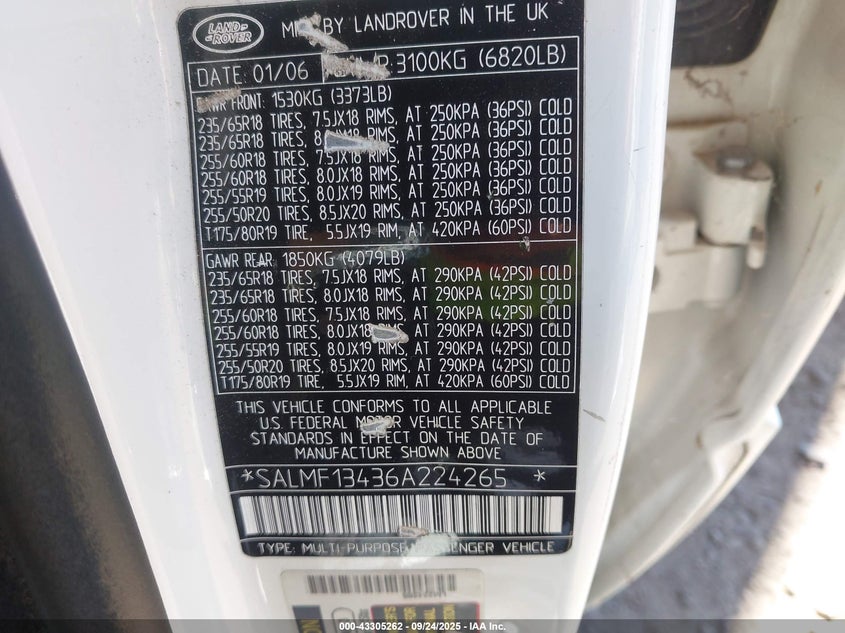 LAND ROVER
BY LANDROVER IN THE UK
DATE 01/06 3100KG (6820LB)
GAWR FRONT: 1530KG (3373LB)
235/65R18 TIRES, 7.5JX18 RIMS, AT 250KPA (36PSI) COLD
235/65R18 TIRES, RIMS, AT 250KPA (36PSI) COLD
255/60R18 TIRES, 7.5JX18 RIMS, AT 250KPA (36PSI) COLD
255/60R18 TIRES, 8.0JX18 RIMS, AT 250KPA (36PSI) COLD
255/55R19 TIRES, 8.0JX19 RIMS, AT 250KPA (36PSI) COLD
255/50R20 TIRES, 8.5JX20 RIMS, AT 250KPA (36PSI) COLD
T175/80R19 TIRE, 5.5JX19 RIM, AT 420KPA (60PSI) COLD
GAWR REAR: 1850KG (4079LB)
235/65R18 TIRES, 7.5JX18 RIMS, AT 290KPA (42PSI) COLD
235/65R18 TIRES, 8.0JX18 RIMS, AT 290KPA (42PSI) COLD
255/60R18 TIRES, 7.5JX18 RIMS, AT 290KPA (42PSI) COLD
255/60R18 TIRES, 8.0JX18 RIMS, AT 290KPA (42PSI) COLD
255/55R19 TIRES, 8.0JX19 RIMS, AT 290KPA (42PSI) COLD
255/50R20 TIRES, 8.5JX20 RIMS, AT 290KPA (42PSI) COLD
T175/80R19 TIRE, 5.5JX19 RIM, AT 420KPA (60PSI) COLD
THIS VEHICLE CONFORMS TO ALL APPLICABLE
U.S. FEDERAL MOTOR VEHICLE SAFETY
STANDARDS IN EFFECT ON THE DATE OF
MANUFACTURE SHOWN ABOVE
*SALMF13436A224265 *
TYPE: MULTI-PURPOSE PASSENGER VEHICLE
000-43305262 - 09/24/2025 - IAAI.com